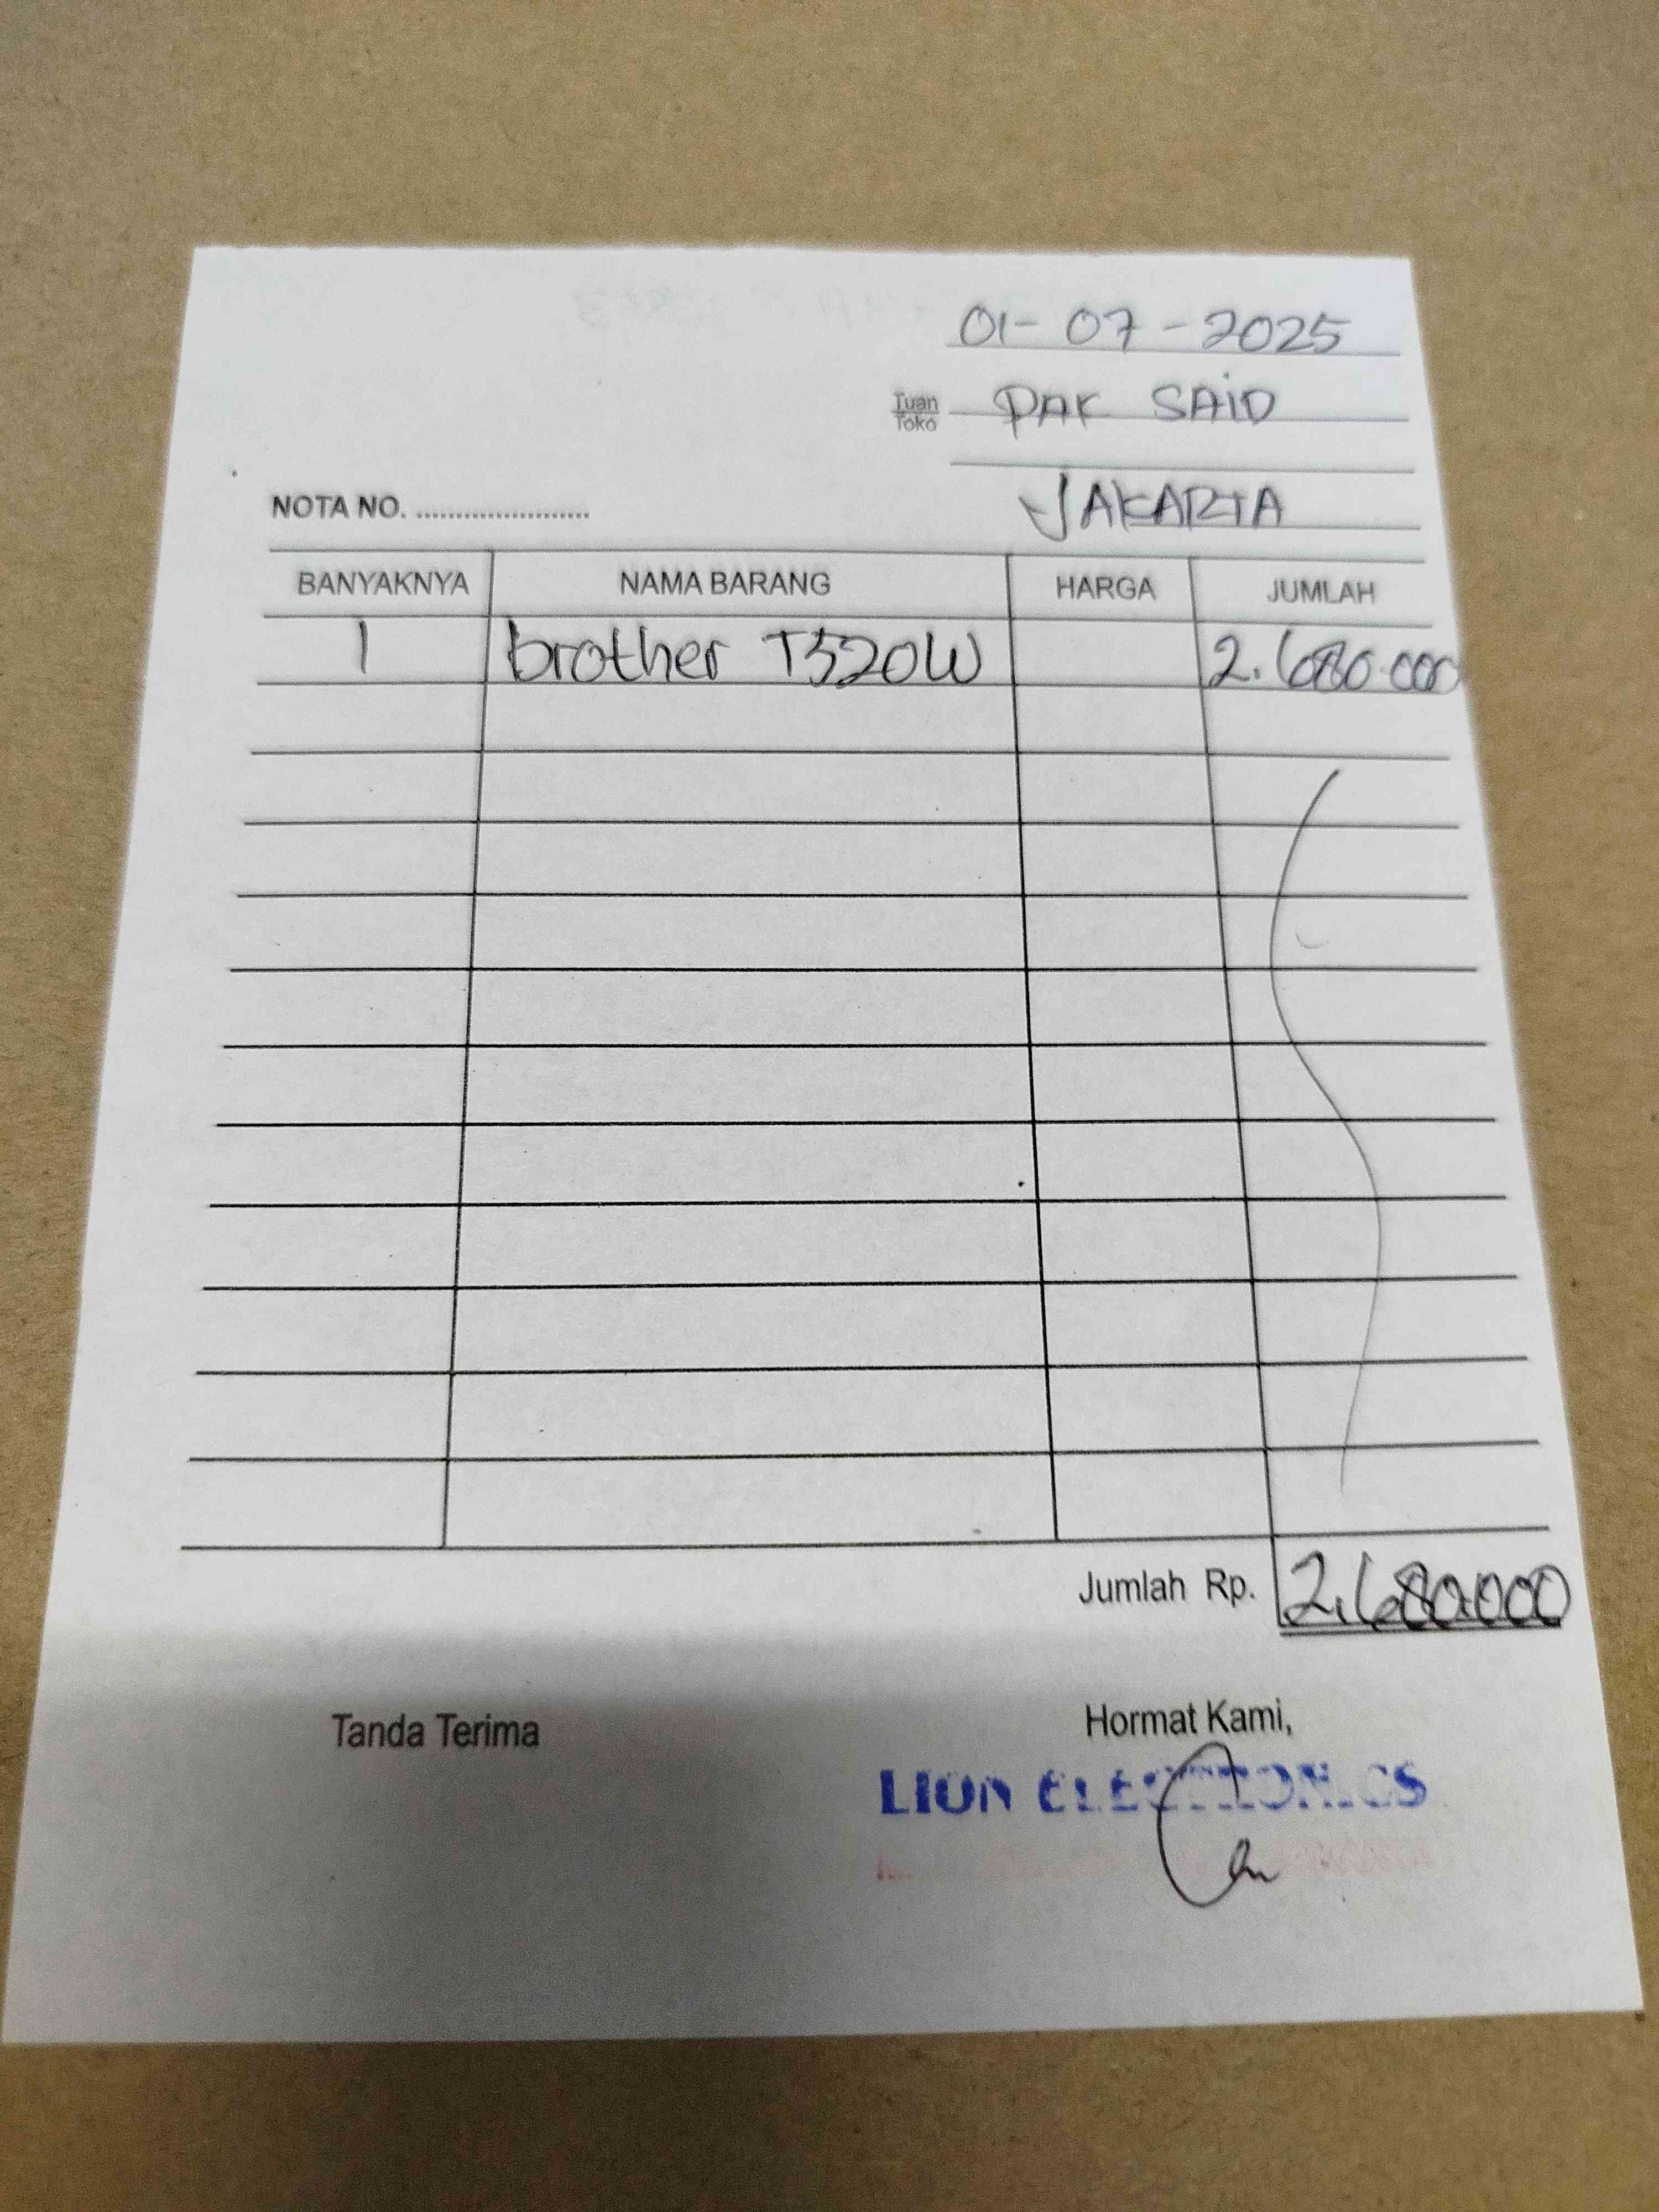 01-07-2025
Tuan
Toko
PAK SAID
NOTA NO. ......................
JAKARTA
BANYAKNYA NAMA BARANG HARGA JUMLAH
1 brother T520W 2.680.000
Jumlah Rp. 2.680.000
Tanda Terima
Hormat Kami,
LION ELECTRONICS